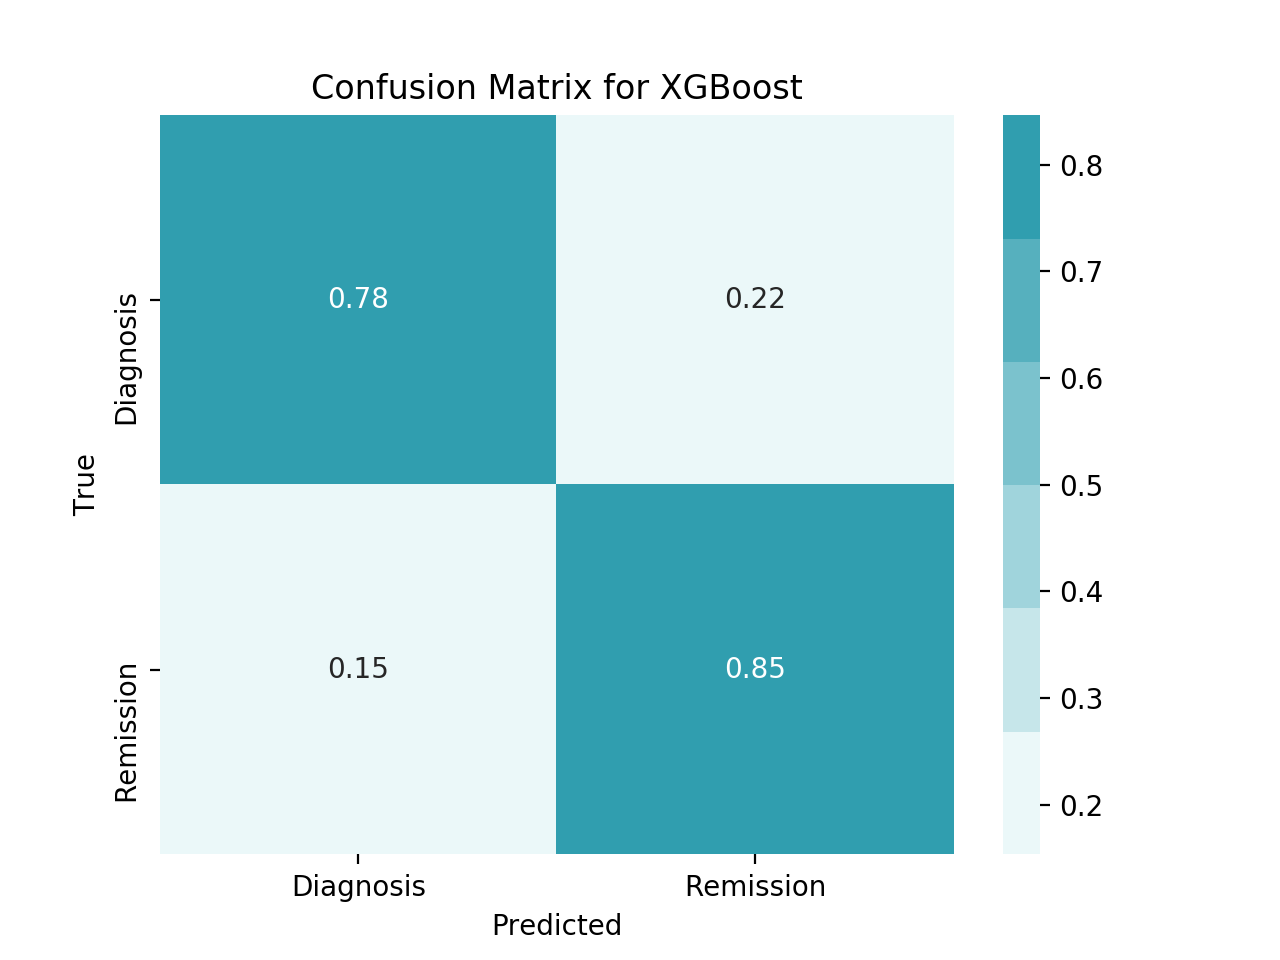 Confusion Matrix for XGBoost
True
Diagnosis
Remission
0.78
0.22
0.15
0.85
Diagnosis
Remission
Predicted
0.8
0.7
0.6
0.5
0.4
0.3
0.2